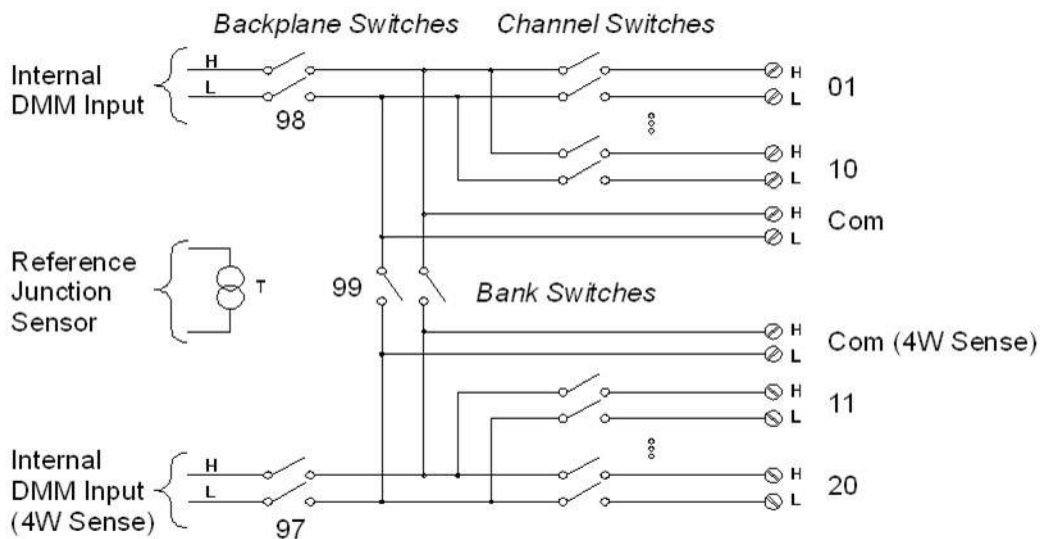 Backplane Switches
Channel Switches
Internal
DMM Input
H
L
98
H
L
01
H
L
10
H
L
Com
Reference
Junction
Sensor
T
99
Bank Switches
H
L
Com (4W Sense)
H
L
11
Internal
DMM Input
(4W Sense)
H
L
97
H
L
20